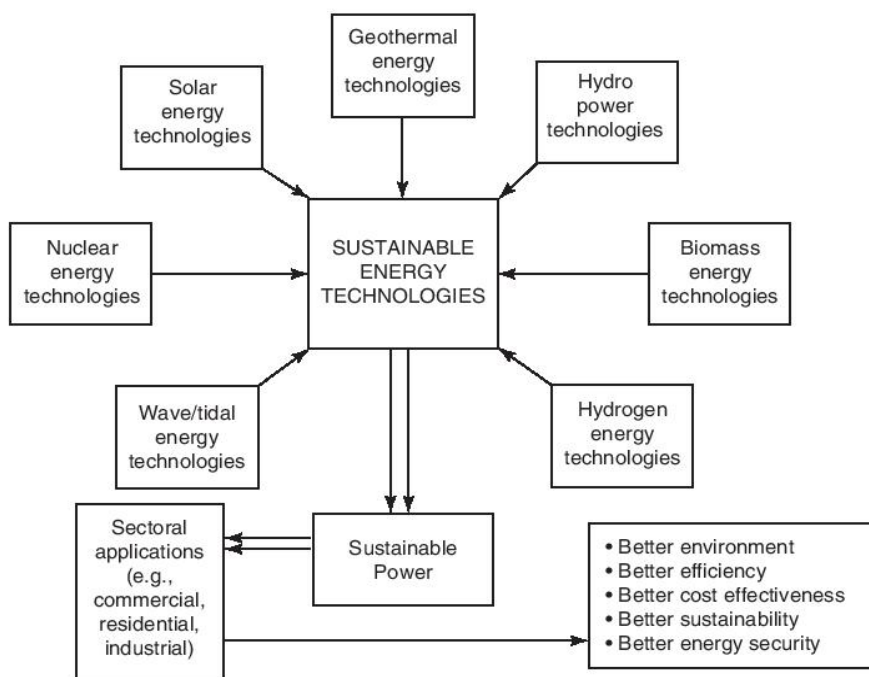 Geothermal
energy
technologies
Solar
energy
technologies
Hydro
power
technologies
Nuclear
energy
technologies
SUSTAINABLE
ENERGY
TECHNOLOGIES
Biomass
energy
technologies
Wave/tidal
energy
technologies
Hydrogen
energy
technologies
Sectoral
applications
(e.g.,
commercial,
residential,
industrial)
Sustainable
Power
• Better environment
• Better efficiency
• Better cost effectiveness
• Better sustainability
• Better energy security